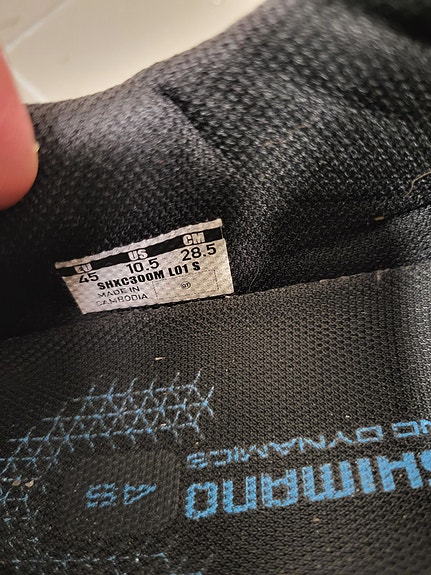 EU US CM
45 10.5 28.5
SHXC300M L01 S
MADE IN
CAMBODIA
SHIMANO
DYNAMICS
45